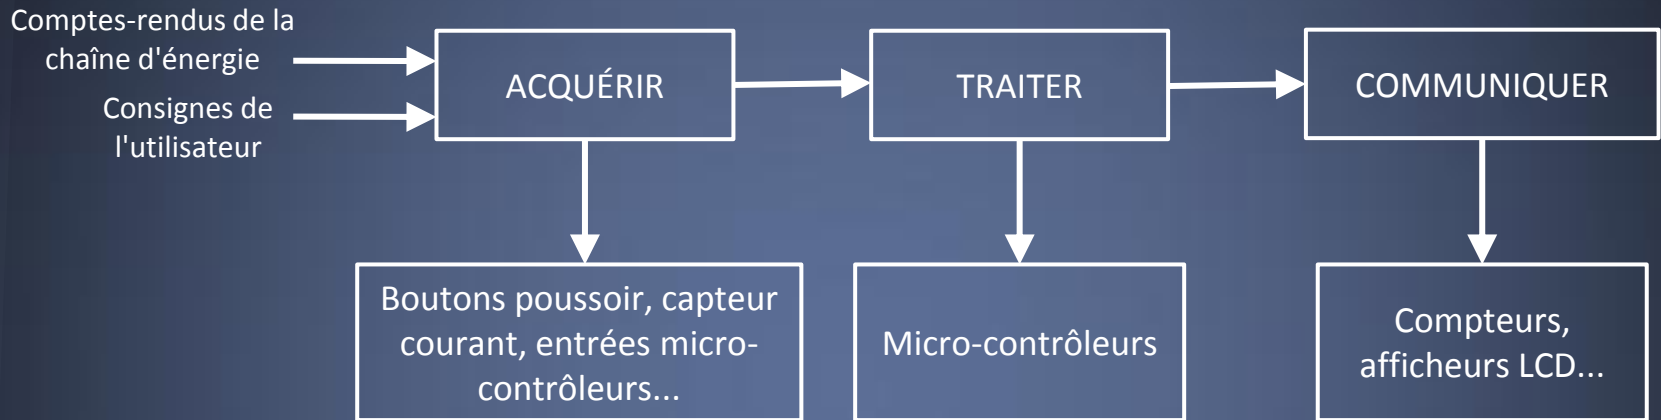 Comptes-rendus de la
chaîne d'énergie
Consignes de
l'utilisateur
ACQUÉRIR
TRAITER
COMMUNIQUER
Boutons poussoir, capteur
courant, entrées micro-
contrôleurs...
Micro-contrôleurs
Compteurs,
afficheurs LCD...